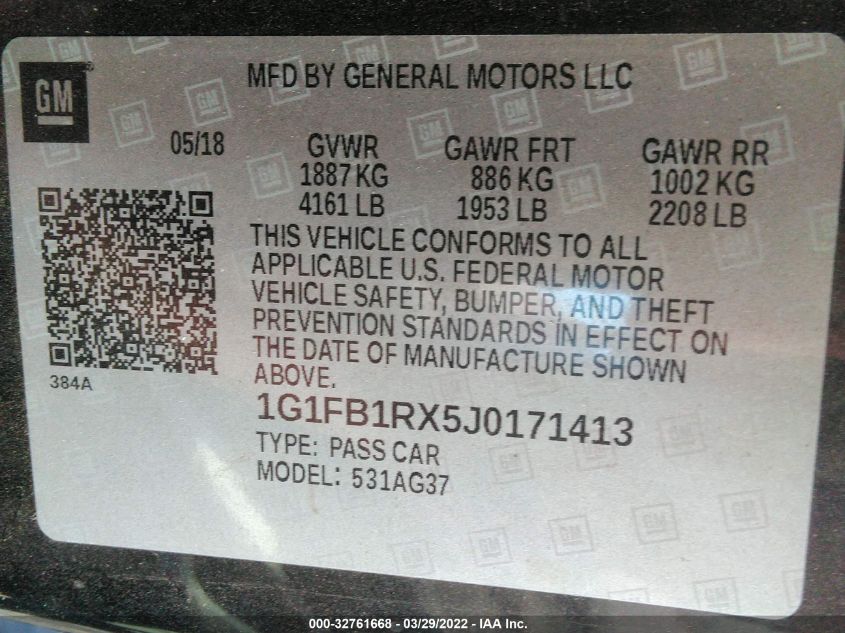 GM
MFD BY GENERAL MOTORS LLC
05/18
GVWR GAWR FRT GAWR RR
1887 KG 886 KG 1002 KG
4161 LB 1953 LB 2208 LB
THIS VEHICLE CONFORMS TO ALL
APPLICABLE U.S. FEDERAL MOTOR
VEHICLE SAFETY, BUMPER, AND THEFT
PREVENTION STANDARDS IN EFFECT ON
THE DATE OF MANUFACTURE SHOWN
ABOVE.
384A
1G1FB1RX5J0171413
TYPE: PASS CAR
MODEL: 531AG37
000-32761668 - 03/29/2022 - IAA Inc.